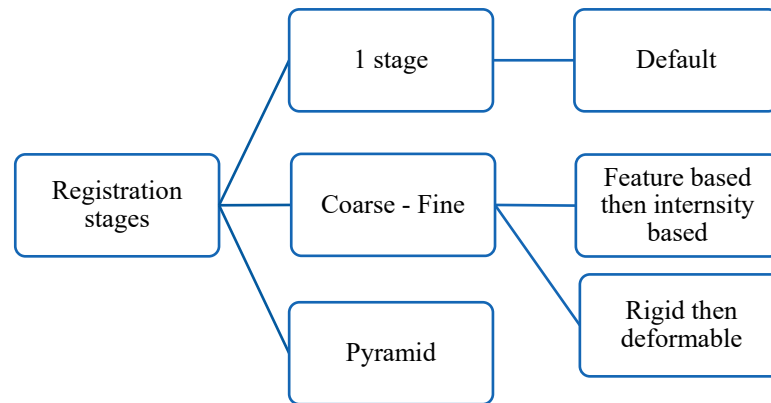 1 stage
Default
Registration
stages
Coarse - Fine
Feature based
then internsity
based
Rigid then
deformable
Pyramid